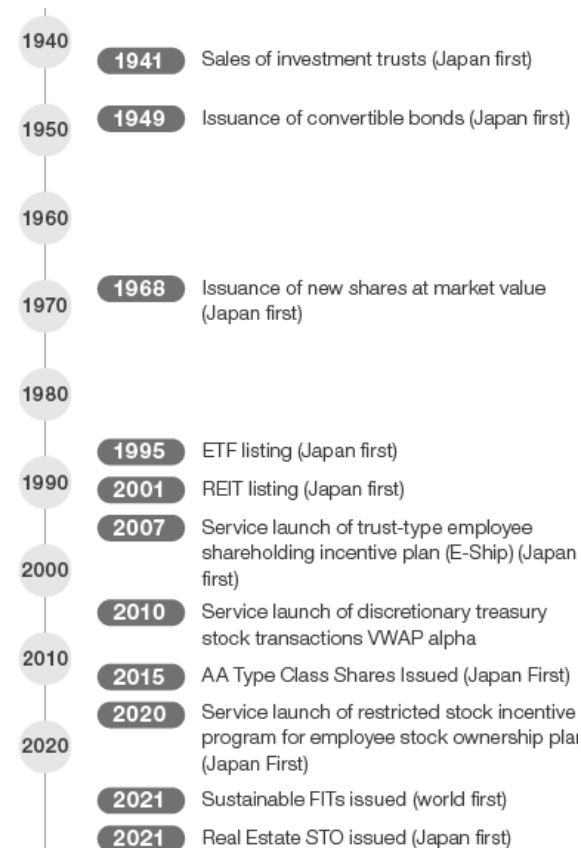 1940
1941 Sales of investment trusts (Japan first)
1949 Issuance of convertible bonds (Japan first)
1950
1960
1968 Issuance of new shares at market value
(Japan first)
1970
1980
1995 ETF listing (Japan first)
1990
2001 REIT listing (Japan first)
2007 Service launch of trust-type employee
shareholding incentive plan (E-Ship) (Japan
first)
2000
2010 Service launch of discretionary treasury
stock transactions VWAP alpha
2010
2015 AA Type Class Shares Issued (Japan First)
2020 Service launch of restricted stock incentive
program for employee stock ownership plan
(Japan First)
2020
2021 Sustainable FITs issued (world first)
2021 Real Estate STO issued (Japan first)